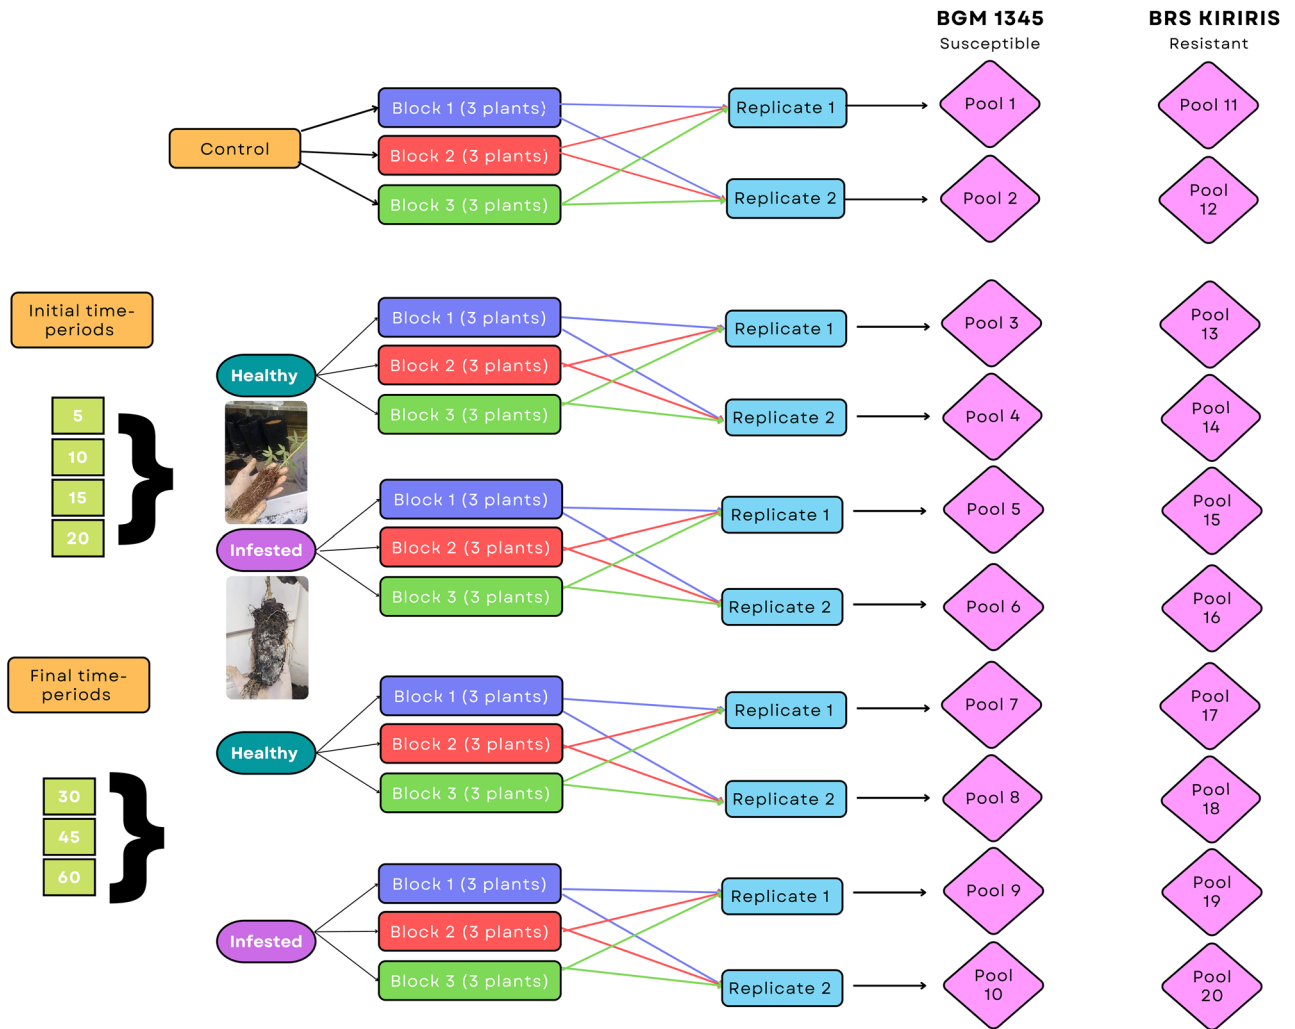 BGM 1345
Susceptible
BRS KIRIRIS
Resistant
Control
Block 1 (3 plants)
Block 2 (3 plants)
Block 3 (3 plants)
Replicate 1
Replicate 2
Pool 1
Pool 2
Pool 11
Pool
12
Initial time-
periods
5
10
15
20
Healthy
Block 1 (3 plants)
Block 2 (3 plants)
Block 3 (3 plants)
Replicate 1
Replicate 2
Pool 3
Pool 4
Pool
13
Pool
14
Infested
Block 1 (3 plants)
Block 2 (3 plants)
Block 3 (3 plants)
Replicate 1
Replicate 2
Pool 5
Pool 6
Pool
15
Pool
16
Final time-
periods
30
45
60
Healthy
Block 1 (3 plants)
Block 2 (3 plants)
Block 3 (3 plants)
Replicate 1
Replicate 2
Pool 7
Pool 8
Pool
17
Pool
18
Infested
Block 1 (3 plants)
Block 2 (3 plants)
Block 3 (3 plants)
Replicate 1
Replicate 2
Pool 9
Pool
10
Pool
19
Pool
20